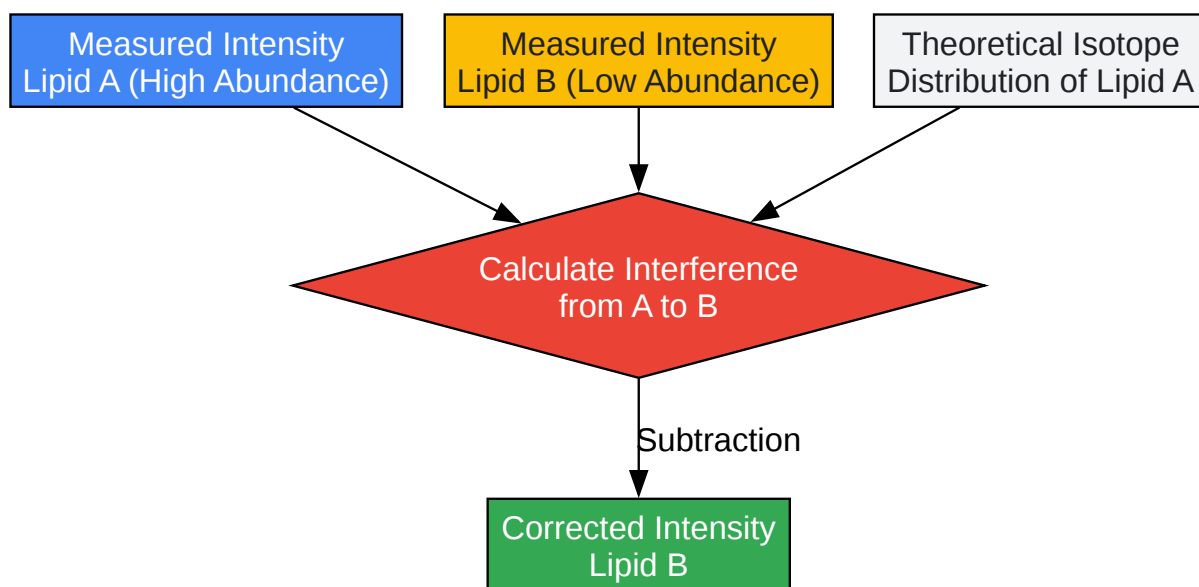 Measured Intensity
Lipid A (High Abundance)
Measured Intensity
Lipid B (Low Abundance)
Theoretical Isotope
Distribution of Lipid A
Calculate Interference
from A to B
Subtraction
Corrected Intensity
Lipid B